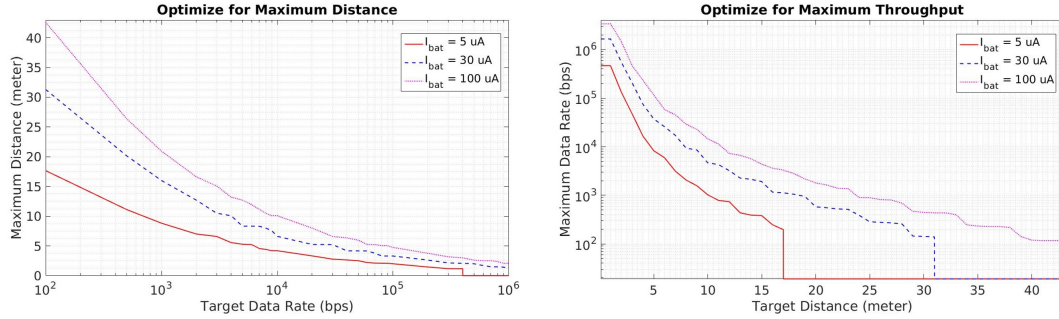 Optimize for Maximum Distance
Maximum Distance (meter)
40
35
30
25
20
15
10
5
0
I_bat = 5 uA
I_bat = 30 uA
I_bat = 100 uA
10^2
10^3
10^4
10^5
10^6
Target Data Rate (bps)
Optimize for Maximum Throughput
Maximum Data Rate (bps)
10^6
10^5
10^4
10^3
10^2
I_bat = 5 uA
I_bat = 30 uA
I_bat = 100 uA
5
10
15
20
25
30
35
40
Target Distance (meter)